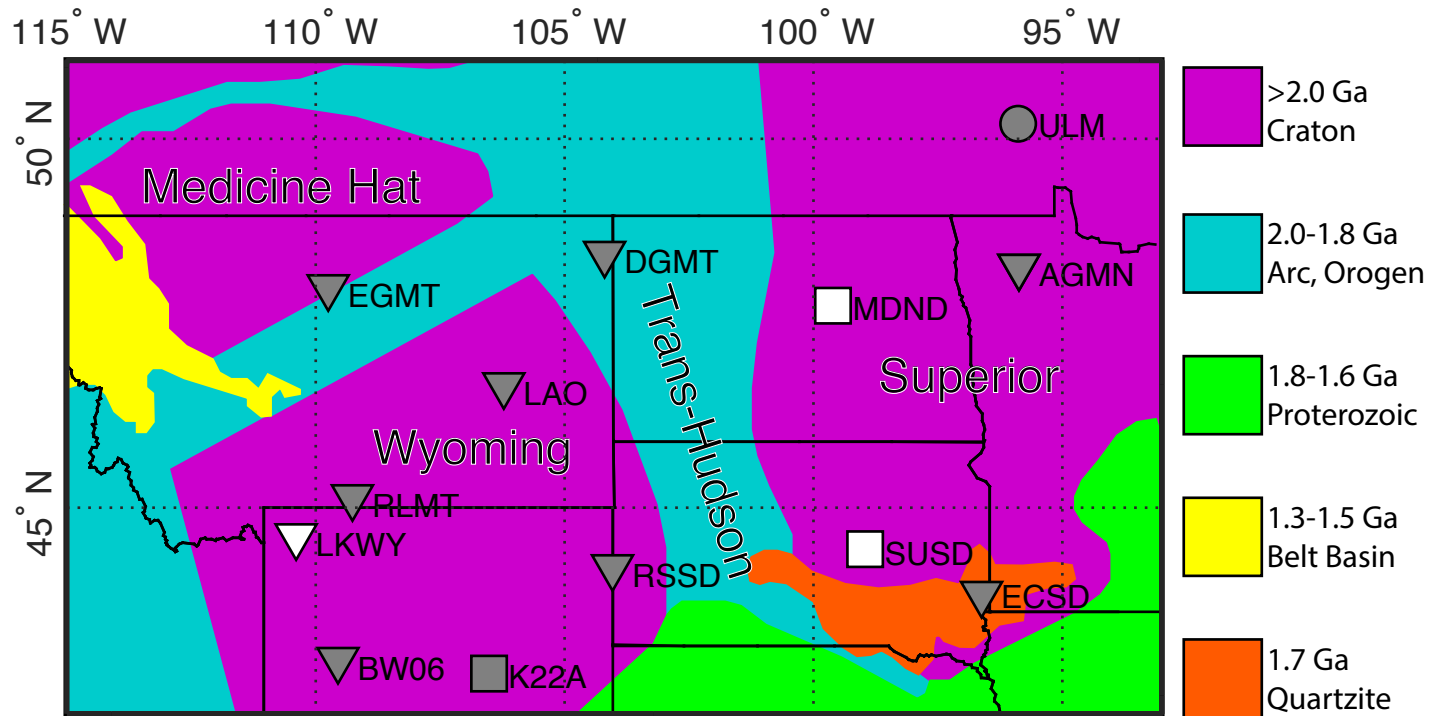 115° W 110° W 105° W 100° W 95° W
50° N
45° N
ULM
Medicine Hat
DGMT
AGMN
EGMT
MDND
Trans-Hudson
Superior
LAO
Wyoming
RLMT
LKWY
SUSD
RSSD
ECSD
BW06
K22A
>2.0 Ga
Craton
2.0-1.8 Ga
Arc, Orogen
1.8-1.6 Ga
Proterozoic
1.3-1.5 Ga
Belt Basin
1.7 Ga
Quartzite